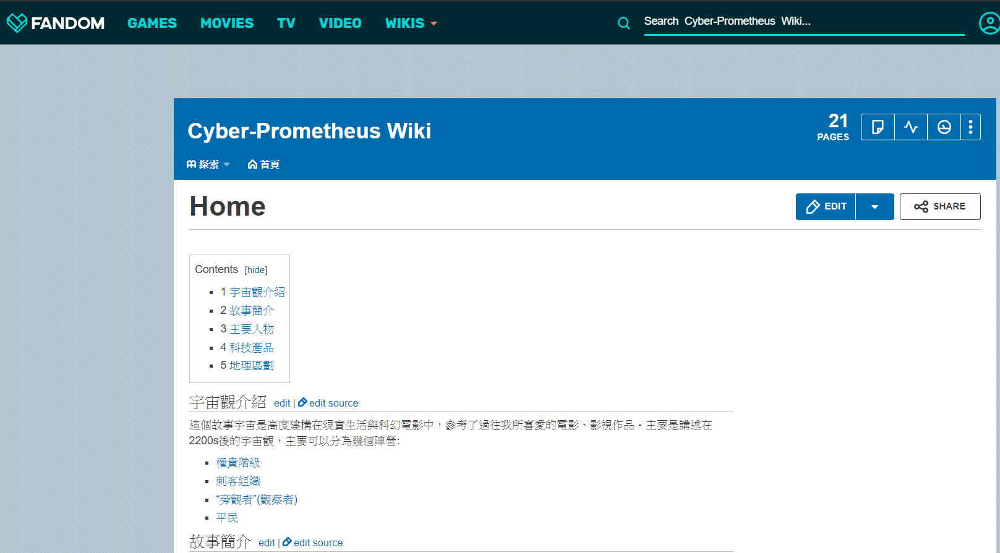 FANDOM GAMES MOVIES TV VIDEO WIKIS Search Cyber-Prometheus Wiki...
Cyber-Prometheus Wiki
21
PAGES
探索 首頁
Home
EDIT SHARE
Contents [hide]
1 宇宙觀介紹
2 故事簡介
3 主要人物
4 科技產品
5 地理區劃
宇宙觀介紹 edit | edit source
這個故事宇宙是高度建構在現實生活與科幻電影中，參考了過往我所喜愛的電影、影視作品。主要是講述在
2200s後的宇宙觀，主要可以分為幾個陣營:
權貴階級
刺客組織
“旁觀者”(觀察者)
平民
故事簡介 edit | edit source